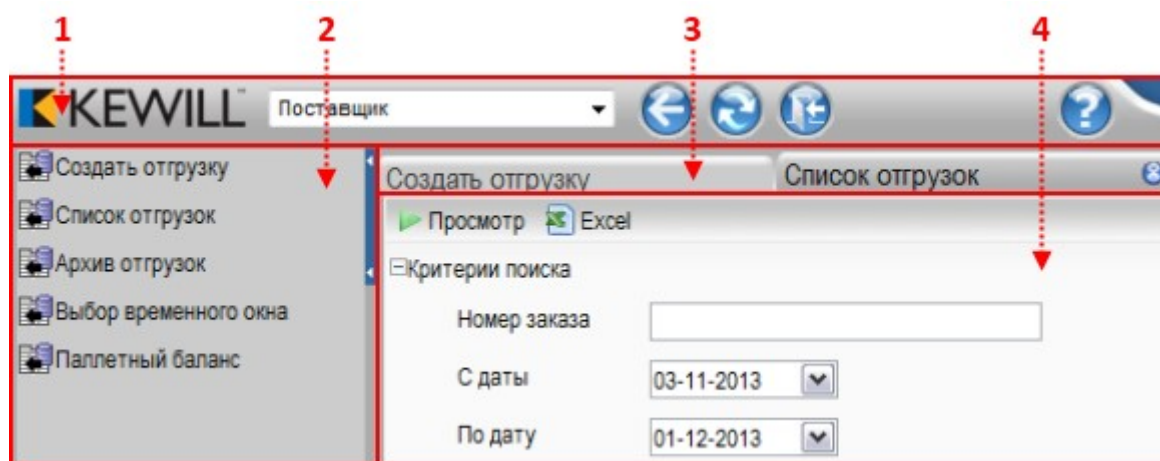 1 2 3 4
KEWILL™ Поставщик ?
Создать отгрузку
Список отгрузок
Архив отгрузок
Выбор временного окна
Паллетный баланс
Создать отгрузку Список отгрузок
Просмотр Excel
Критерии поиска
Номер заказа
С даты 03-11-2013
По дату 01-12-2013